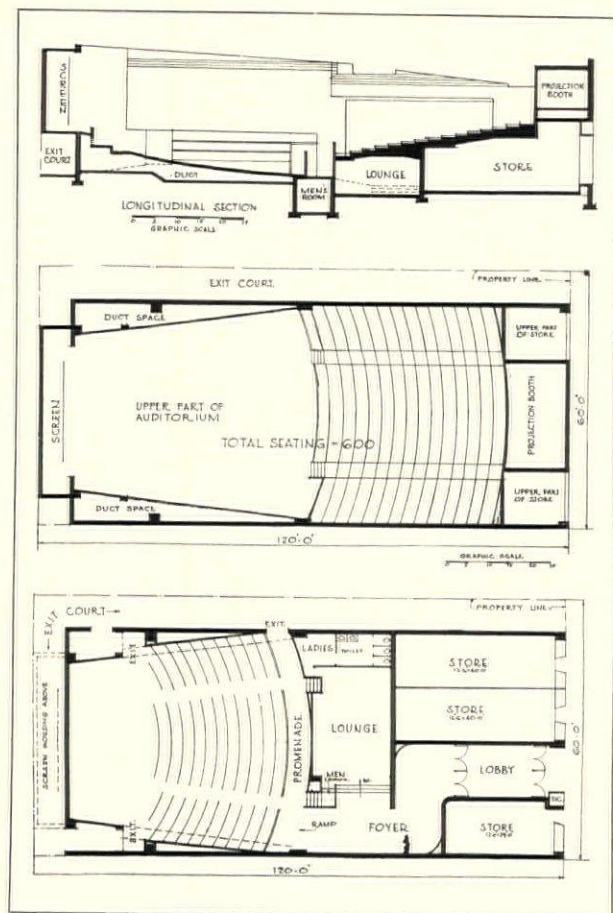 SCREEN
PROJECTION
BOOTH
EXIT
COURT
DUCT
MEN'S
ROOM
LOUNGE
STORE
LONGITUDINAL SECTION
GRAPHIC SCALE
EXIT COURT
PROPERTY LINE
DUCT SPACE
UPPER PART
OF STORE
SCREEN
UPPER PART OF
AUDITORIUM
TOTAL SEATING - 600
PROJECTION BOOTH
60'-0"
UPPER PART
OF STORE
DUCT SPACE
120'-0"
GRAPHIC SCALE
EXIT COURT
PROPERTY LINE
EXIT
EXIT
LADIES
TOILET
STORE
STORE
SCREEN HOUSING ABOVE
PROMENADE
LOUNGE
LOBBY
60'-0"
MEN
EXIT
RAMP
FOYER
STORE
120'-0"